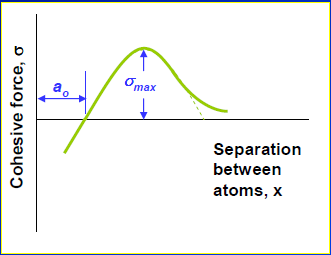 Cohesive force, σ
ao
σmax
Separation
between
atoms, x